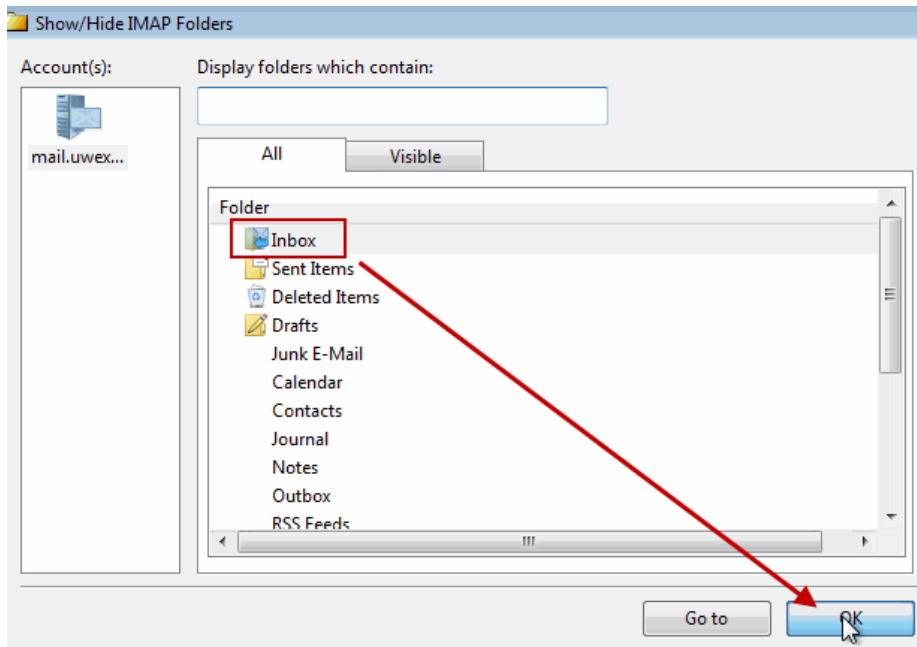 Show/Hide IMAP Folders
Account(s):
Display folders which contain:
mail.uwex...
All
Visible
Folder
Inbox
Sent Items
Deleted Items
Drafts
Junk E-Mail
Calendar
Contacts
Journal
Notes
Outbox
RSS Feeds
Go to
OK